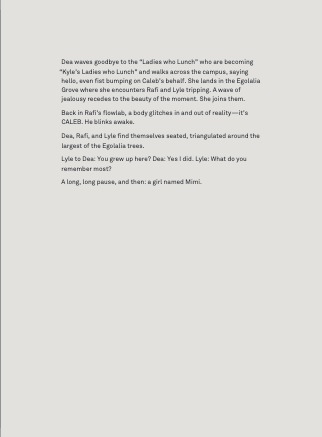 Dea waves goodbye to the "Ladies who Lunch" who are becoming
"Kyle's Ladies who Lunch" and walks across the campus, saying
hello, even fist bumping on Caleb's behalf. She lands in the Egolalia
Grove where she encounters Rafi and Lyle tripping. A wave of
jealousy recedes to the beauty of the moment. She joins them.
Back in Rafi's flowlab, a body glitches in and out of reality—it's
CALEB. He blinks awake.
Dea, Rafi, and Lyle find themselves seated, triangulated around the
largest of the Egolalia trees.
Lyle to Dea: You grew up here? Dea: Yes I did. Lyle: What do you
remember most?
A long, long pause, and then: a girl named Mimi.